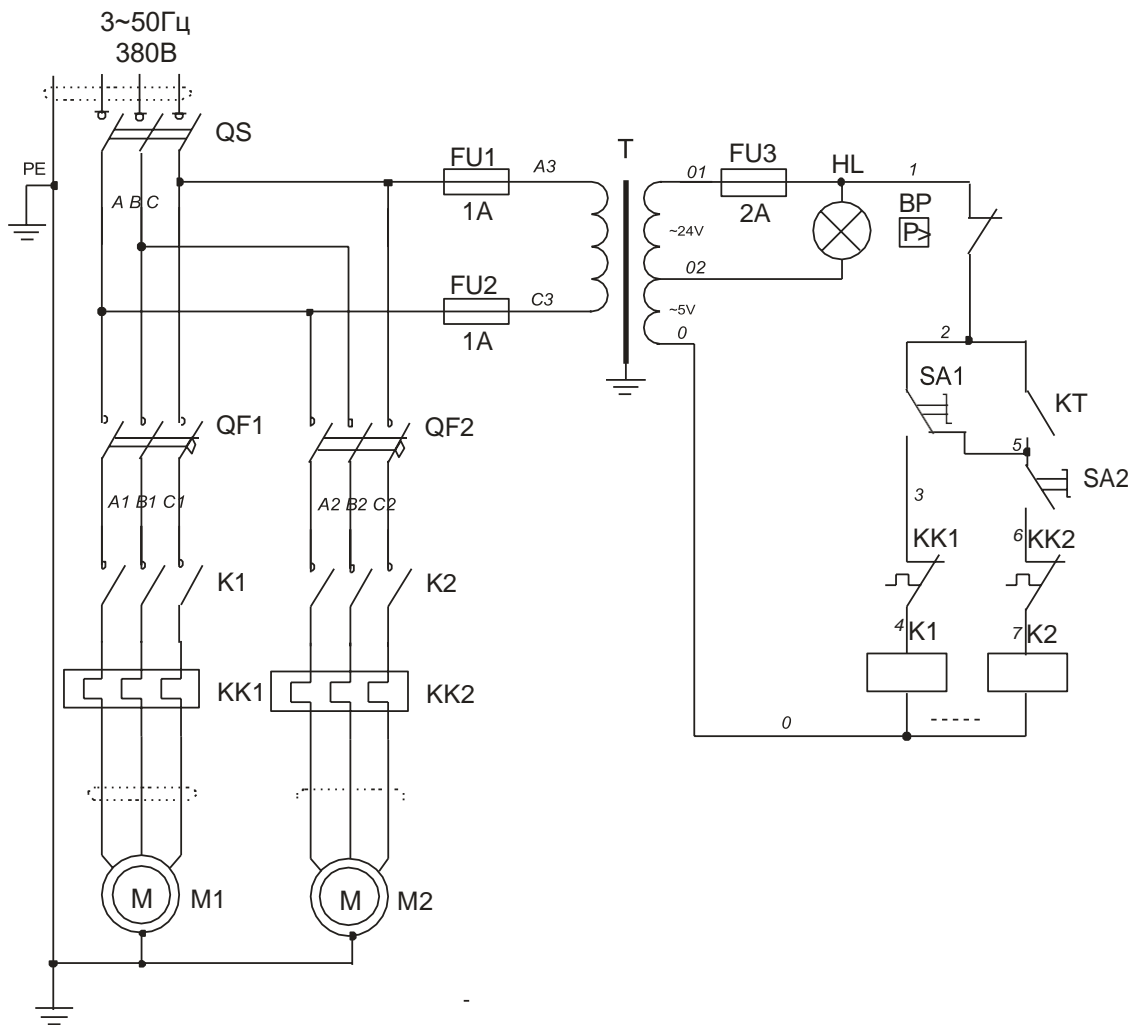 3~50Гц
380В
QS
PE
A B C
FU1
1A
A3
T
01
FU3
2A
HL
1
BP
P>
~24V
02
FU2
1A
C3
~5V
0
2
SA1
KT
QF1
QF2
5
SA2
A1 B1 C1
A2 B2 C2
3
KK1
6
KK2
K1
K2
4
K1
7
K2
KK1
KK2
0
M
M1
M
M2